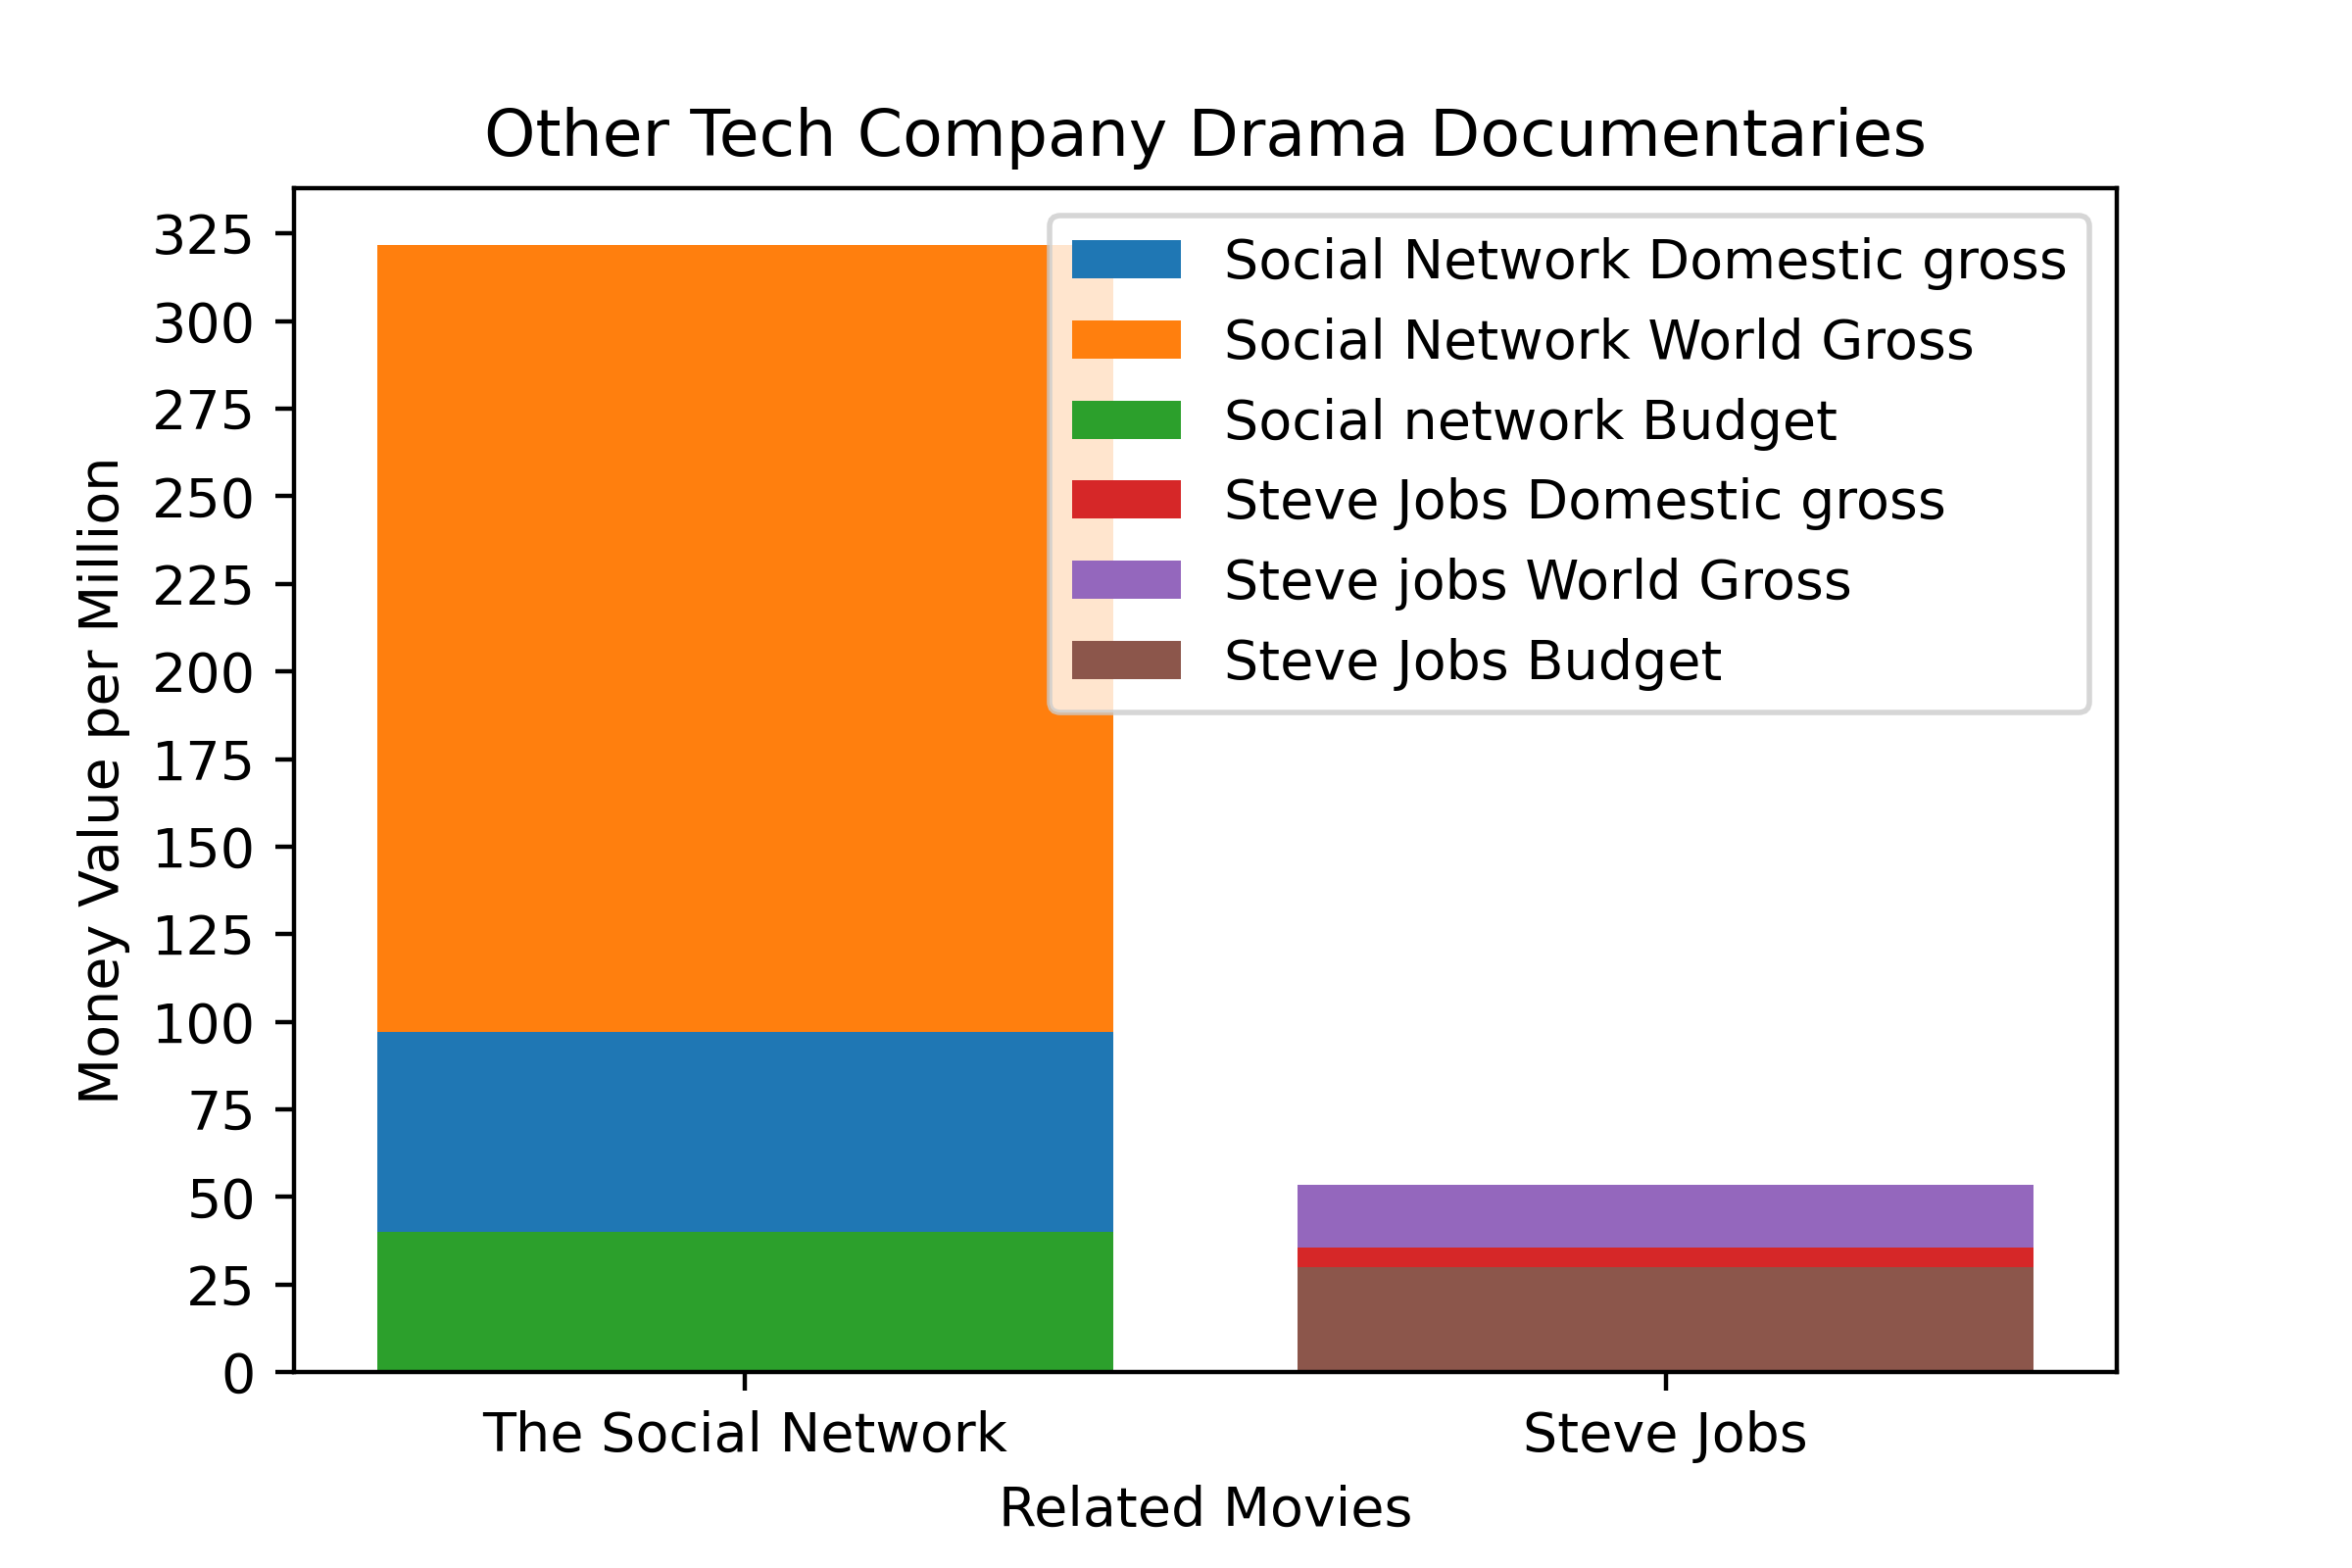 Other Tech Company Drama Documentaries
Money Value per Million
325
300
275
250
225
200
175
150
125
100
75
50
25
0
Social Network Domestic gross
Social Network World Gross
Social network Budget
Steve Jobs Domestic gross
Steve jobs World Gross
Steve Jobs Budget
The Social Network
Steve Jobs
Related Movies